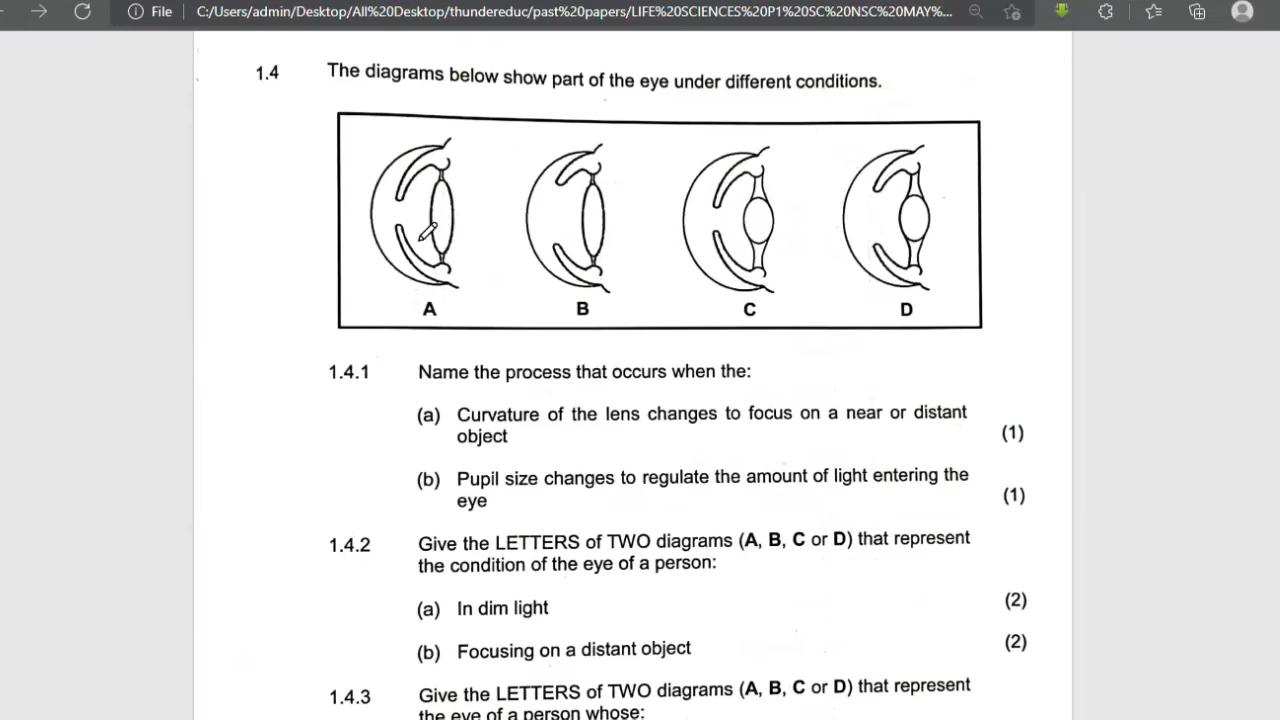 File C:/Users/admin/Desktop/All%20Desktop/thundereduc/past%20papers/LIFE%20SCIENCES%20P1%20SC%20NSC%20MAY%...
1.4 The diagrams below show part of the eye under different conditions.
A B C D
1.4.1 Name the process that occurs when the:
(a) Curvature of the lens changes to focus on a near or distant
object (1)
(b) Pupil size changes to regulate the amount of light entering the
eye (1)
1.4.2 Give the LETTERS of TWO diagrams (A, B, C or D) that represent
the condition of the eye of a person:
(a) In dim light (2)
(b) Focusing on a distant object (2)
1.4.3 Give the LETTERS of TWO diagrams (A, B, C or D) that represent
the eye of a person whose: